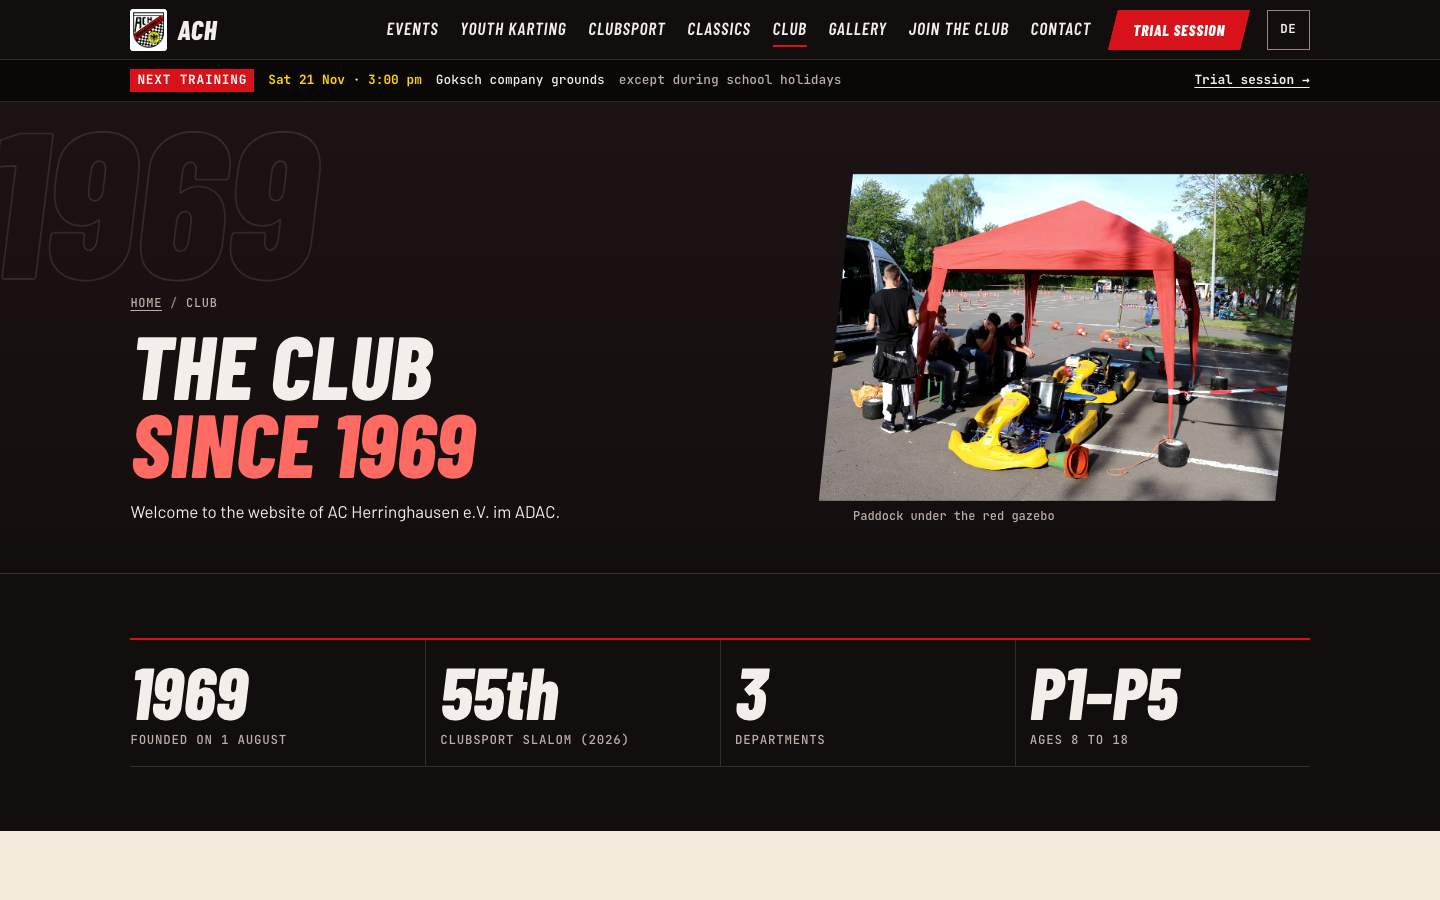 ACH
ACH
EVENTS YOUTH KARTING CLUBSPORT CLASSICS CLUB GALLERY JOIN THE CLUB CONTACT TRIAL SESSION DE
NEXT TRAINING Sat 21 Nov · 3:00 pm Goksch company grounds except during school holidays Trial session →
1969
HOME / CLUB
THE CLUB
SINCE 1969
Welcome to the website of AC Herringhausen e.V. im ADAC.
Paddock under the red gazebo
1969
FOUNDED ON 1 AUGUST
55th
CLUBSPORT SLALOM (2026)
3
DEPARTMENTS
P1–P5
AGES 8 TO 18